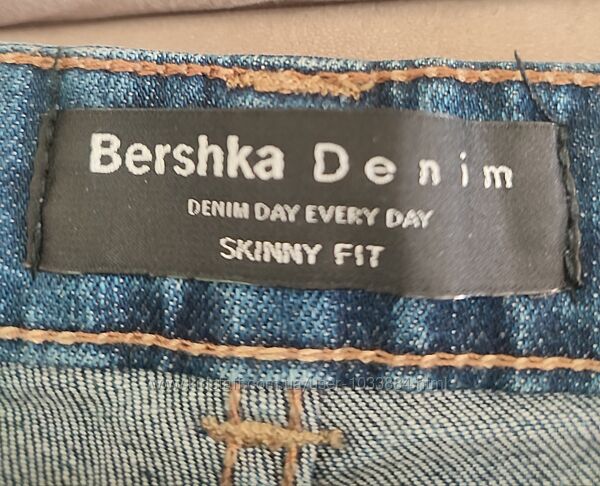 Bershka Denim
DENIM DAY EVERY DAY
SKINNY FIT